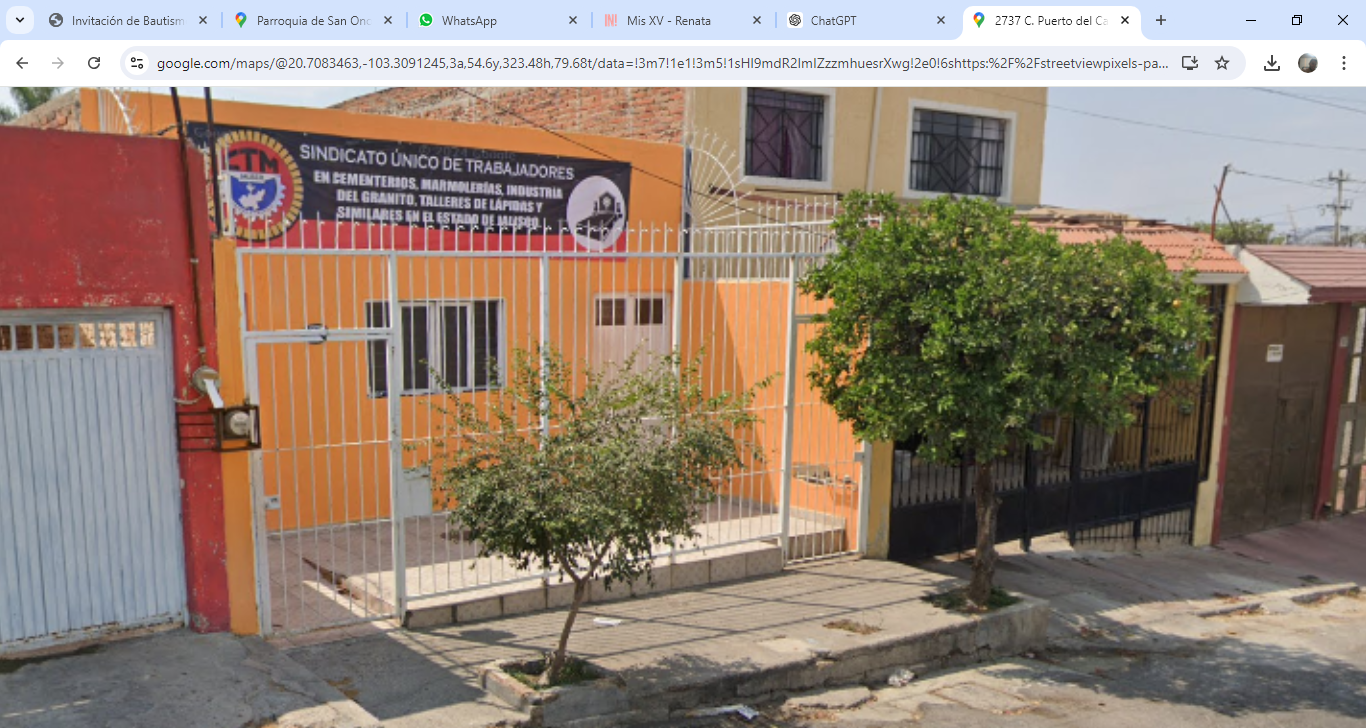 Invitación de Bautism
Parroquia de San Ono
WhatsApp
Mis XV - Renata
ChatGPT
2737 C. Puerto del Ca
google.com/maps/@20.7083463,-103.3091245,3a,54.6y,323.48h,79.68t/data=!3m7!1e1!3m5!1sHI9mdR2ImIZzzmhuesrXwg!2e0!6shttps:%2F%2Fstreetviewpixels-pa...
CTM
JALISCO
SINDICATO ÚNICO DE TRABAJADORES
EN CEMENTERIOS, MARMOLERÍAS, INDUSTRIA
DEL GRANITO, TALLERES DE LÁPIDAS Y
SIMILARES EN EL ESTADO DE JALISCO